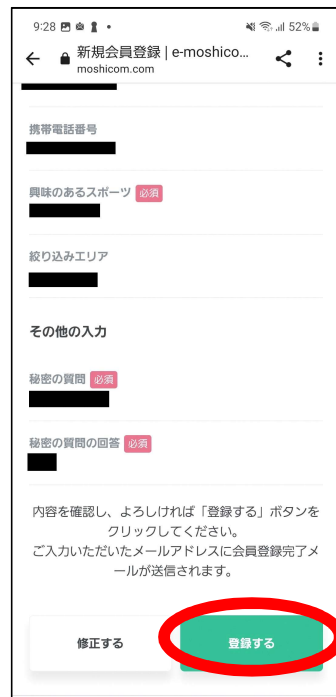 9:28 52%
新規会員登録 | e-moshico...
moshicom.com
携帯電話番号
興味のあるスポーツ 必須
絞り込みエリア
その他の入力
秘密の質問 必須
秘密の質問の回答 必須
内容を確認し、よろしければ「登録する」ボタンを
クリックしてください。
ご入力いただいたメールアドレスに会員登録完了メ
ールが送信されます。
修正する 登録する